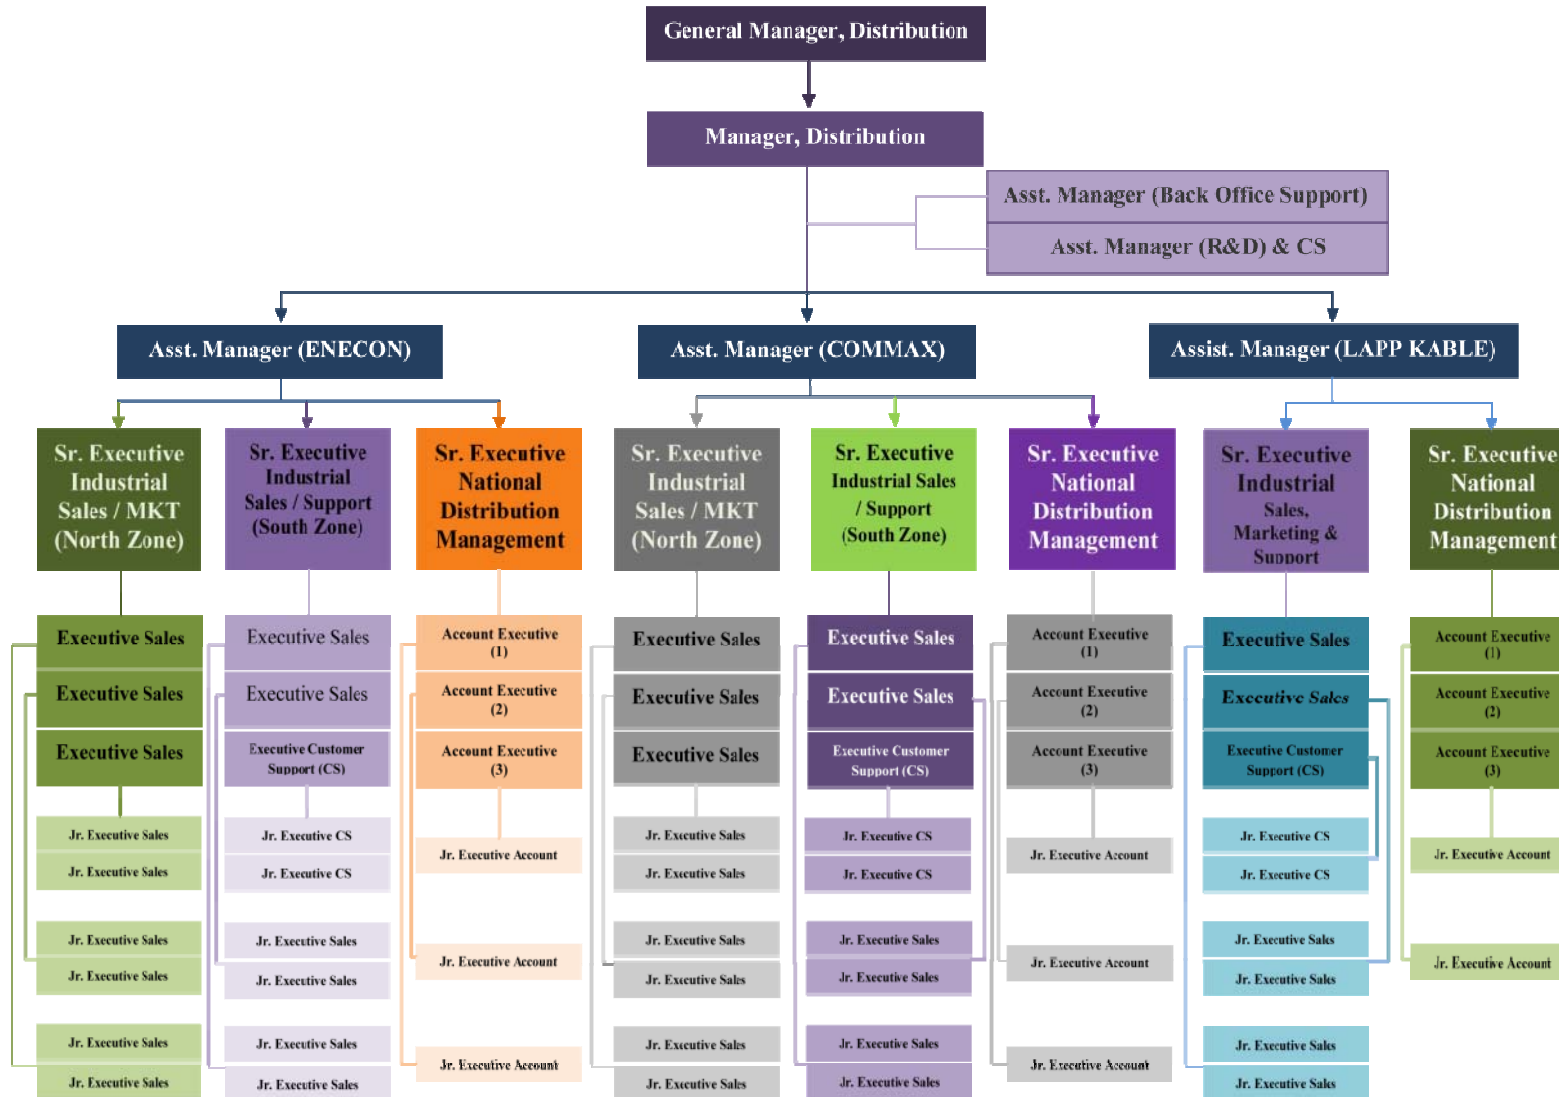 General Manager, Distribution
Manager, Distribution
Asst. Manager (Back Office Support)
Asst. Manager (R&D) & CS
Asst. Manager (ENECON)
Asst. Manager (COMMAX)
Assist. Manager (LAPP KABLE)
Sr. Executive
Industrial
Sales / MKT
(North Zone)
Executive Sales
Executive Sales
Executive Sales
Jr. Executive Sales
Jr. Executive Sales
Jr. Executive Sales
Jr. Executive Sales
Jr. Executive Sales
Jr. Executive Sales
Sr. Executive
Industrial
Sales / Support
(South Zone)
Executive Sales
Executive Sales
Executive Customer
Support (CS)
Jr. Executive CS
Jr. Executive CS
Jr. Executive Sales
Jr. Executive Sales
Jr. Executive Sales
Jr. Executive Sales
Sr. Executive
National
Distribution
Management
Account Executive
(1)
Account Executive
(2)
Account Executive
(3)
Jr. Executive Account
Jr. Executive Account
Jr. Executive Account
Sr. Executive
Industrial
Sales / MKT
(North Zone)
Executive Sales
Executive Sales
Executive Sales
Jr. Executive Sales
Jr. Executive Sales
Jr. Executive Sales
Jr. Executive Sales
Jr. Executive Sales
Jr. Executive Sales
Sr. Executive
Industrial Sales
/ Support
(South Zone)
Executive Sales
Executive Sales
Executive Customer
Support (CS)
Jr. Executive CS
Jr. Executive CS
Jr. Executive Sales
Jr. Executive Sales
Jr. Executive Sales
Jr. Executive Sales
Sr. Executive
National
Distribution
Management
Account Executive
(1)
Account Executive
(2)
Account Executive
(3)
Jr. Executive Account
Jr. Executive Account
Jr. Executive Account
Sr. Executive
Industrial
Sales,
Marketing &
Support
Executive Sales
Executive Sales
Executive Customer
Support (CS)
Jr. Executive CS
Jr. Executive CS
Jr. Executive Sales
Jr. Executive Sales
Jr. Executive Sales
Jr. Executive Sales
Sr. Executive
National
Distribution
Management
Account Executive
(1)
Account Executive
(2)
Account Executive
(3)
Jr. Executive Account
Jr. Executive Account